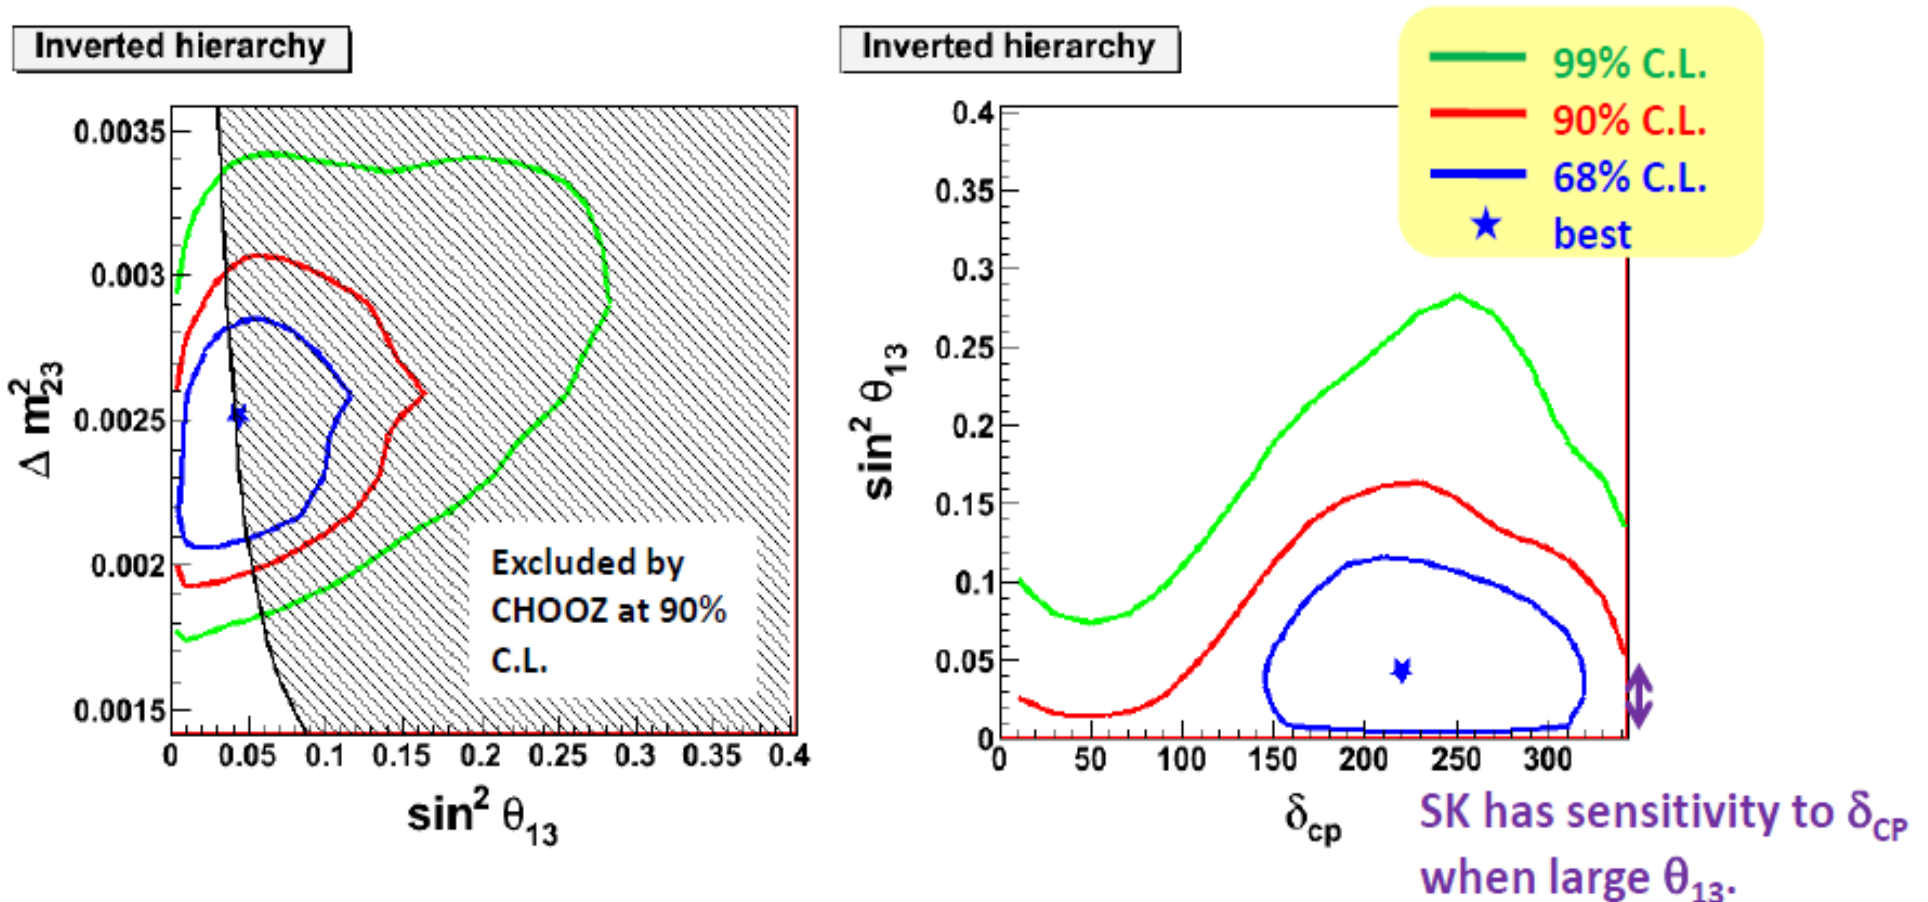 Inverted hierarchy
0.0035
0.003
0.0025
0.002
0.0015
Δ m²₂₃
0 0.05 0.1 0.15 0.2 0.25 0.3 0.35 0.4
sin² θ₁₃
Excluded by
CHOOZ at 90%
C.L.
Inverted hierarchy
0.4
0.35
0.3
0.25
0.2
0.15
0.1
0.05
0
sin² θ₁₃
0 50 100 150 200 250 300
δcp
99% C.L.
90% C.L.
68% C.L.
best
SK has sensitivity to δCP
when large θ₁₃.